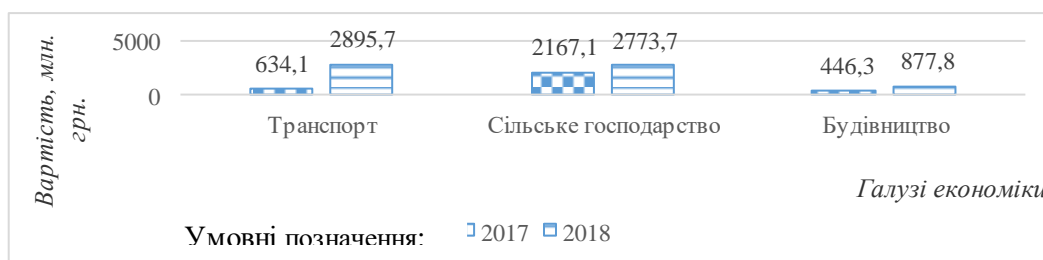 Вартість, млн.
грн.
5000
0
634,1
2895,7
2167,1
2773,7
446,3
877,8
Транспорт
Сільське господарство
Будівництво
Галузі економіки
Умовні позначення:
2017
2018